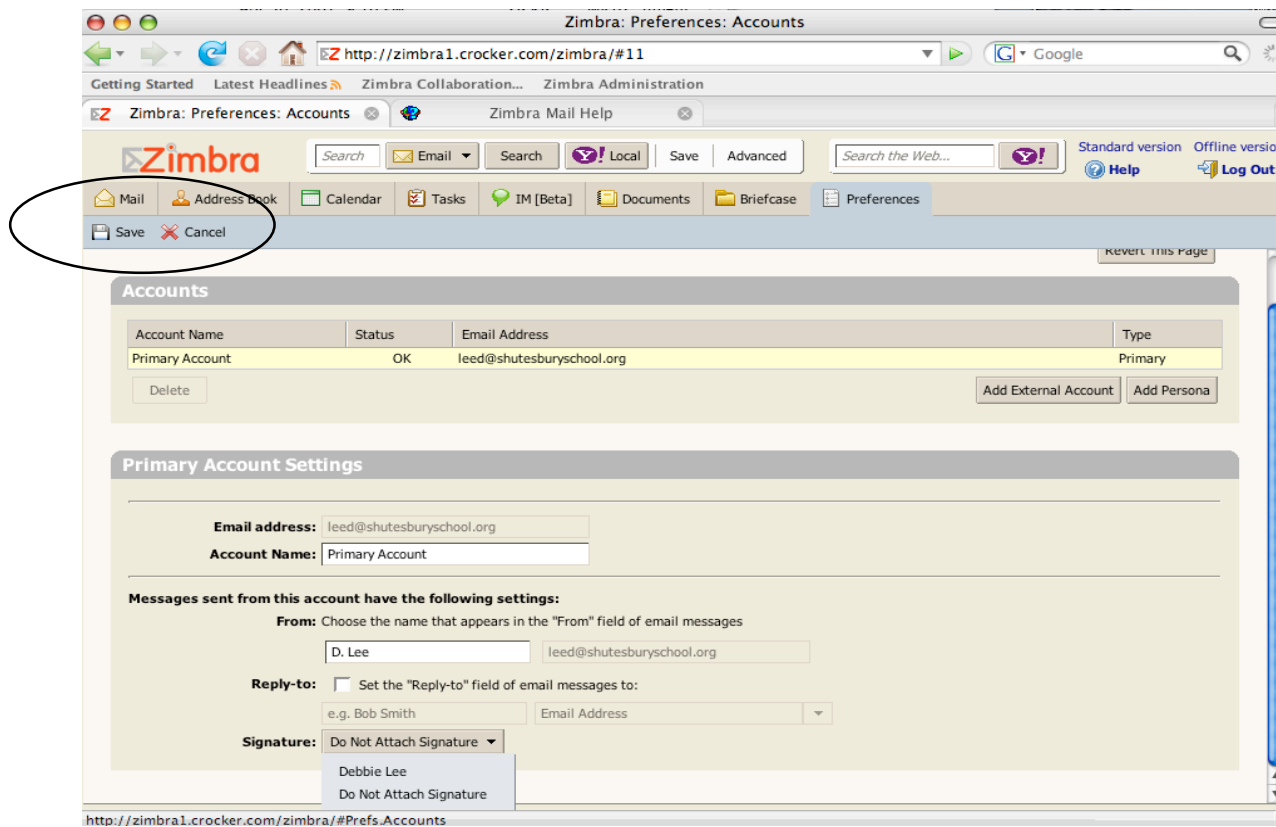 Zimbra: Preferences: Accounts
Z http://zimbra1.crocker.com/zimbra/#11 G Google
Getting Started Latest Headlines Zimbra Collaboration... Zimbra Administration
Z Zimbra: Preferences: Accounts Zimbra Mail Help
Zimbra Search Email Search Y! Local Save Advanced Search the Web... Y! Standard version Offline versio
Help Log Out
Mail Address Book Calendar Tasks IM [Beta] Documents Briefcase Preferences
Save Cancel
Revert This Page
Accounts
Account Name Status Email Address Type
Primary Account OK leed@shutesburyschool.org Primary
Delete Add External Account Add Persona
Primary Account Settings
Email address: leed@shutesburyschool.org
Account Name: Primary Account
Messages sent from this account have the following settings:
From: Choose the name that appears in the "From" field of email messages
D. Lee leed@shutesburyschool.org
Reply-to: Set the "Reply-to" field of email messages to:
e.g. Bob Smith Email Address
Signature: Do Not Attach Signature
Debbie Lee
Do Not Attach Signature
http://zimbra1.crocker.com/zimbra/#Prefs.Accounts